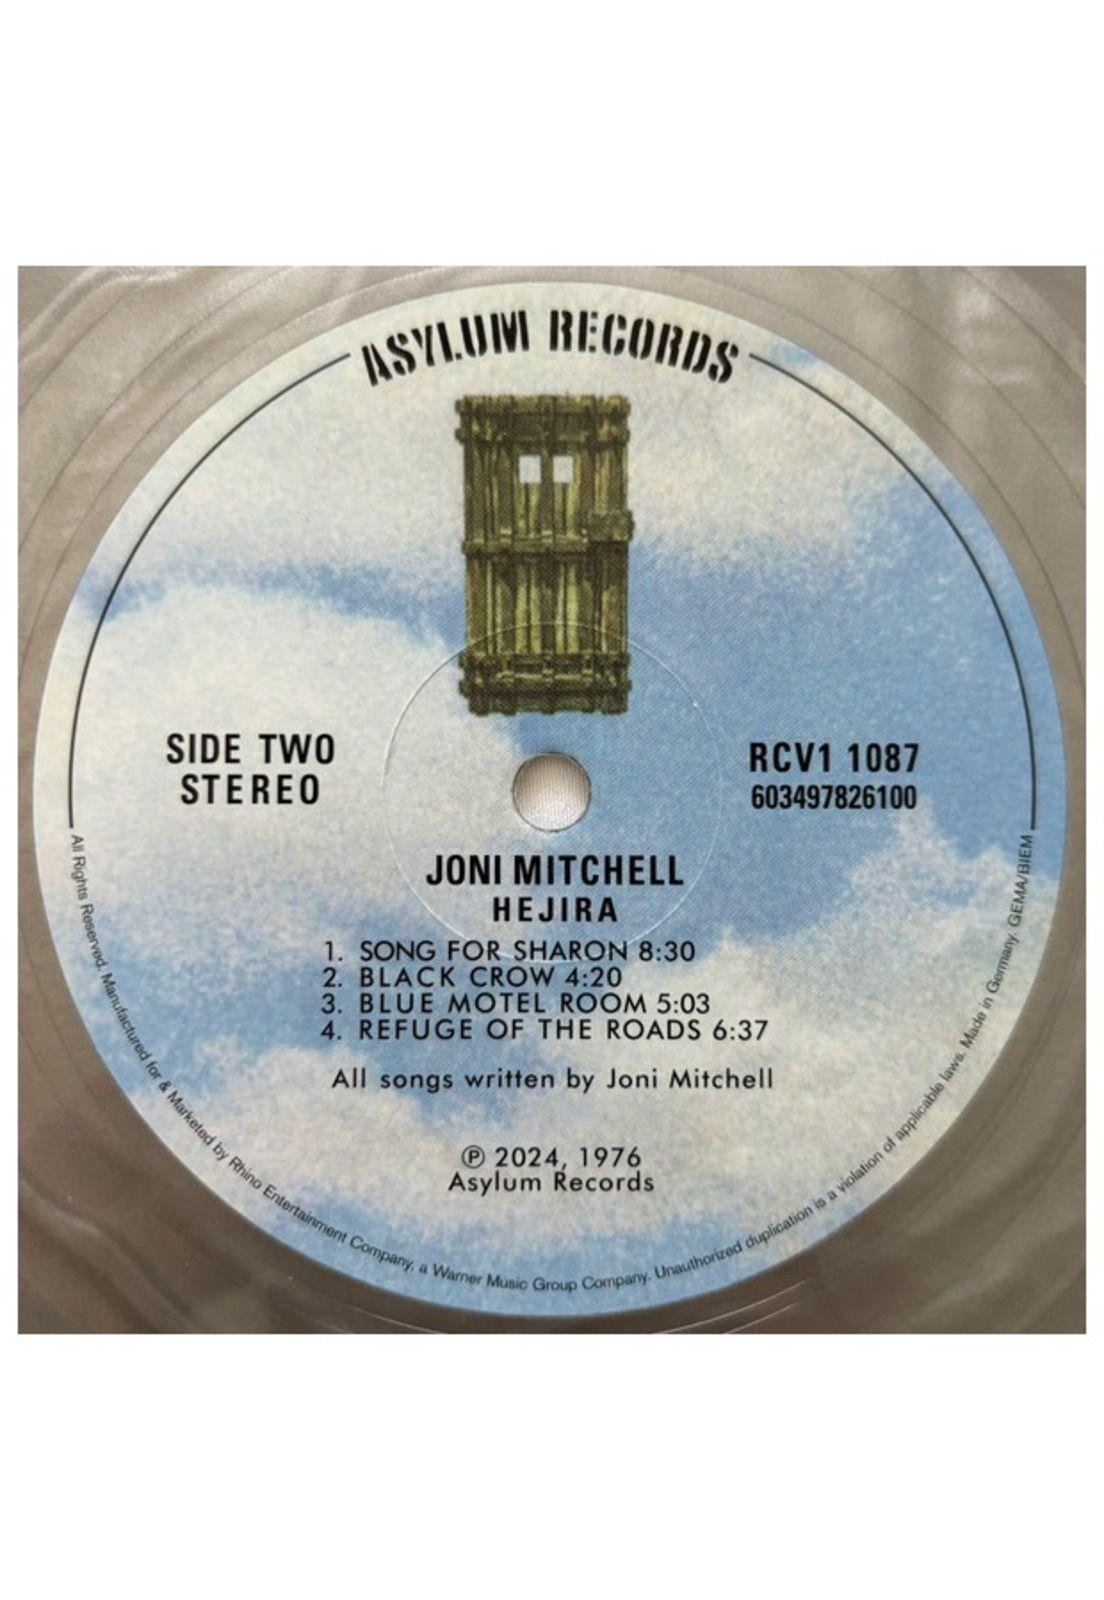 ASYLUM RECORDS
SIDE TWO
STEREO
RCV1 1087
603497826100
JONI MITCHELL
HEJIRA
1. SONG FOR SHARON 8:30
2. BLACK CROW 4:20
3. BLUE MOTEL ROOM 5:03
4. REFUGE OF THE ROADS 6:37
All songs written by Joni Mitchell
℗ 2024, 1976
Asylum Records
All Rights Reserved. Manufactured for & Marketed by Rhino Entertainment Company, a Warner Music Group Company. Unauthorized duplication is a violation of applicable laws. Made in Germany. GEMA/BIEM